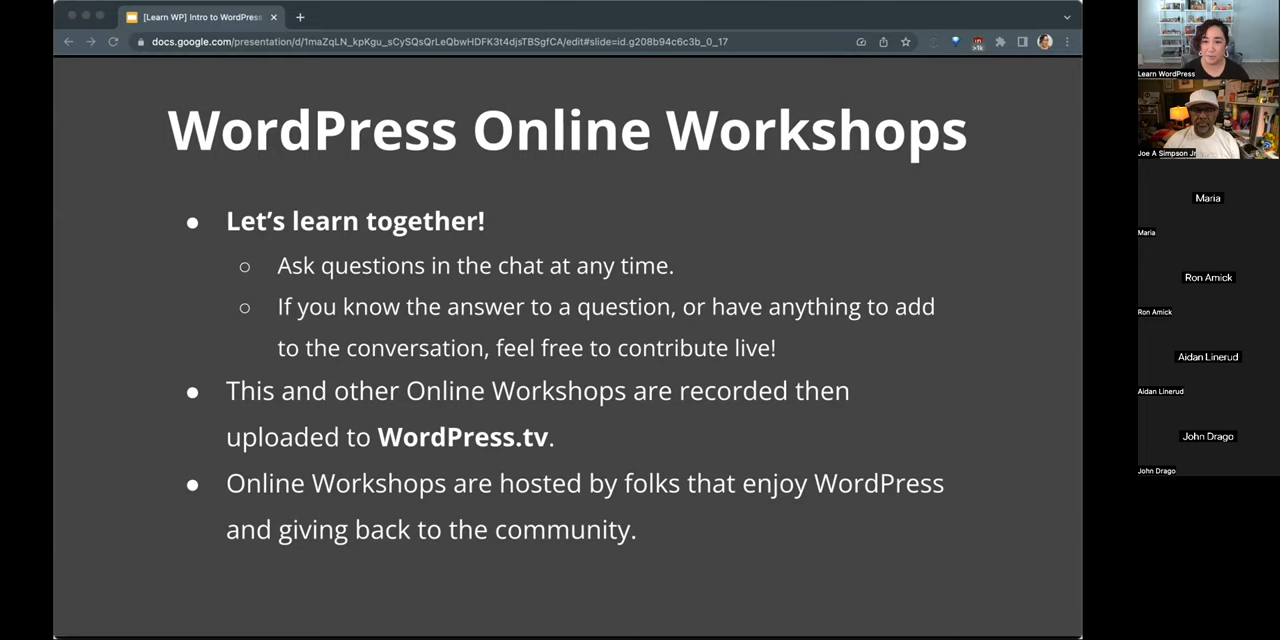 [Learn WP] Intro to WordPress
docs.google.com/presentation/d/1maZqLN_kpKgu_sCySQsQrLeQbwHDFK3t4djsTBSgfCA/edit#slide=id.g208b94c6c3b_0_17
>1k
WordPress Online Workshops
● Let's learn together!
○ Ask questions in the chat at any time.
○ If you know the answer to a question, or have anything to add
to the conversation, feel free to contribute live!
● This and other Online Workshops are recorded then
uploaded to WordPress.tv.
● Online Workshops are hosted by folks that enjoy WordPress
and giving back to the community.
Learn WordPress
Joe A Simpson Jr
Maria
Maria
Ron Amick
Ron Amick
Aidan Linerud
Aidan Linerud
John Drago
John Drago